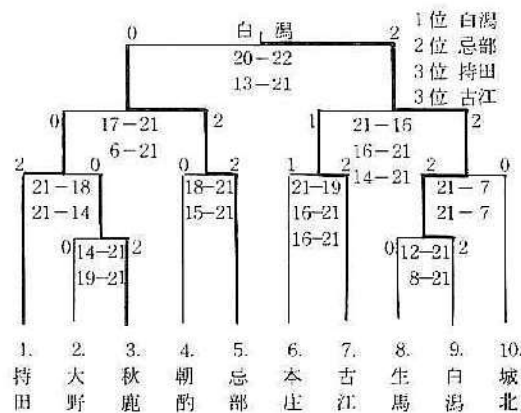 0 白潟 2
20-22
13-21
1位 白潟
2位 忌部
3位 持田
3位 古江
0 17-21 2
6-21
1 21-16 2
16-21
14-21
2 21-18 0
21-14
0 18-21 2
15-21
1 21-19 2
16-21
16-21
2 21-7 0
21-7
0 14-21 2
19-21
0 12-21 2
8-21
1. 持田
2. 大野
3. 秋鹿
4. 朝酌
5. 忌部
6. 本庄
7. 古江
8. 生馬
9. 白潟
10. 城北